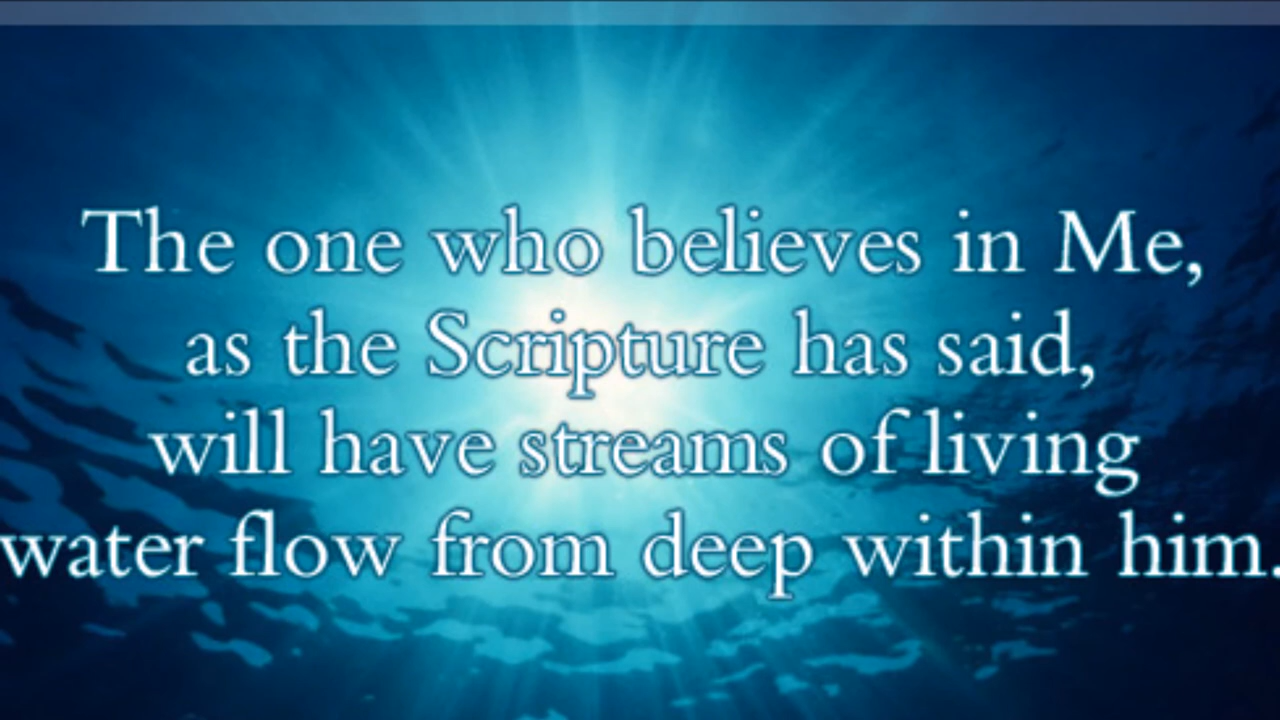 The one who believes in Me,
as the Scripture has said,
will have streams of living
water flow from deep within him.